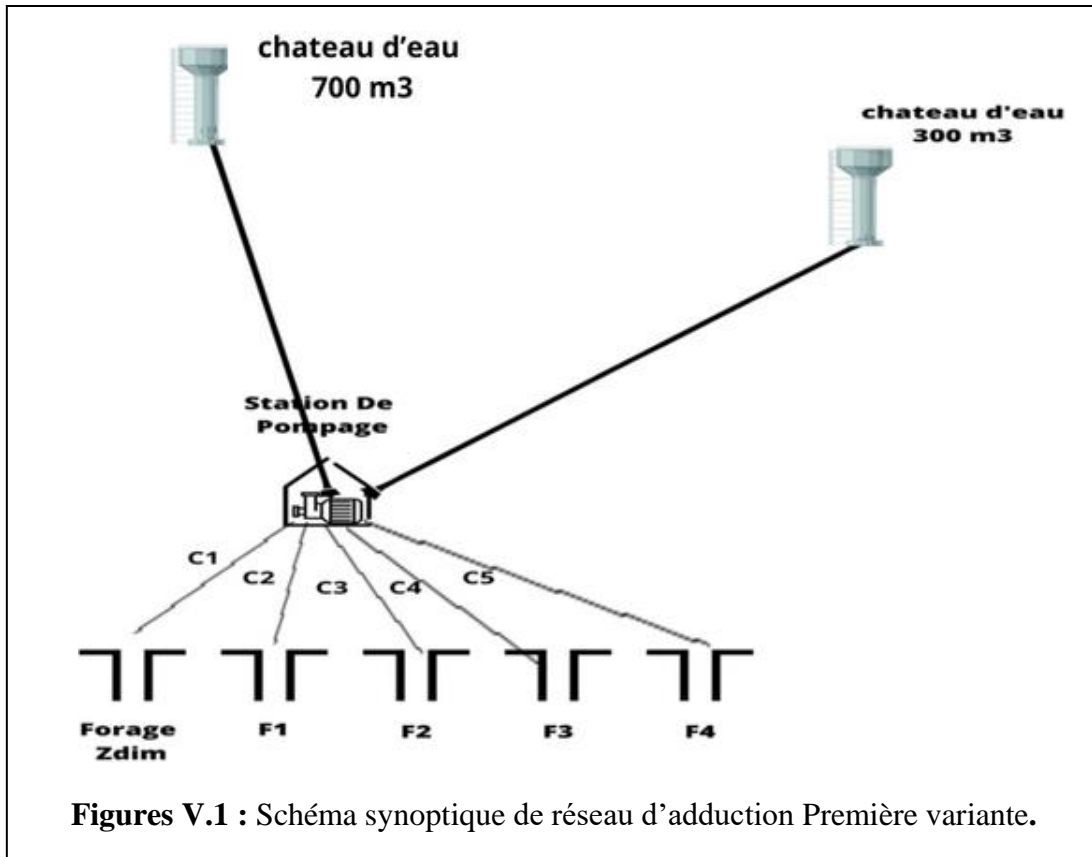 chateau d'eau
700 m3
chateau d'eau
300 m3
Station De
Pompage
C1
C2
C3
C4
C5
Forage
Zdim
F1
F2
F3
F4
Figures V.1 : Schéma synoptique de réseau d'adduction Première variante.